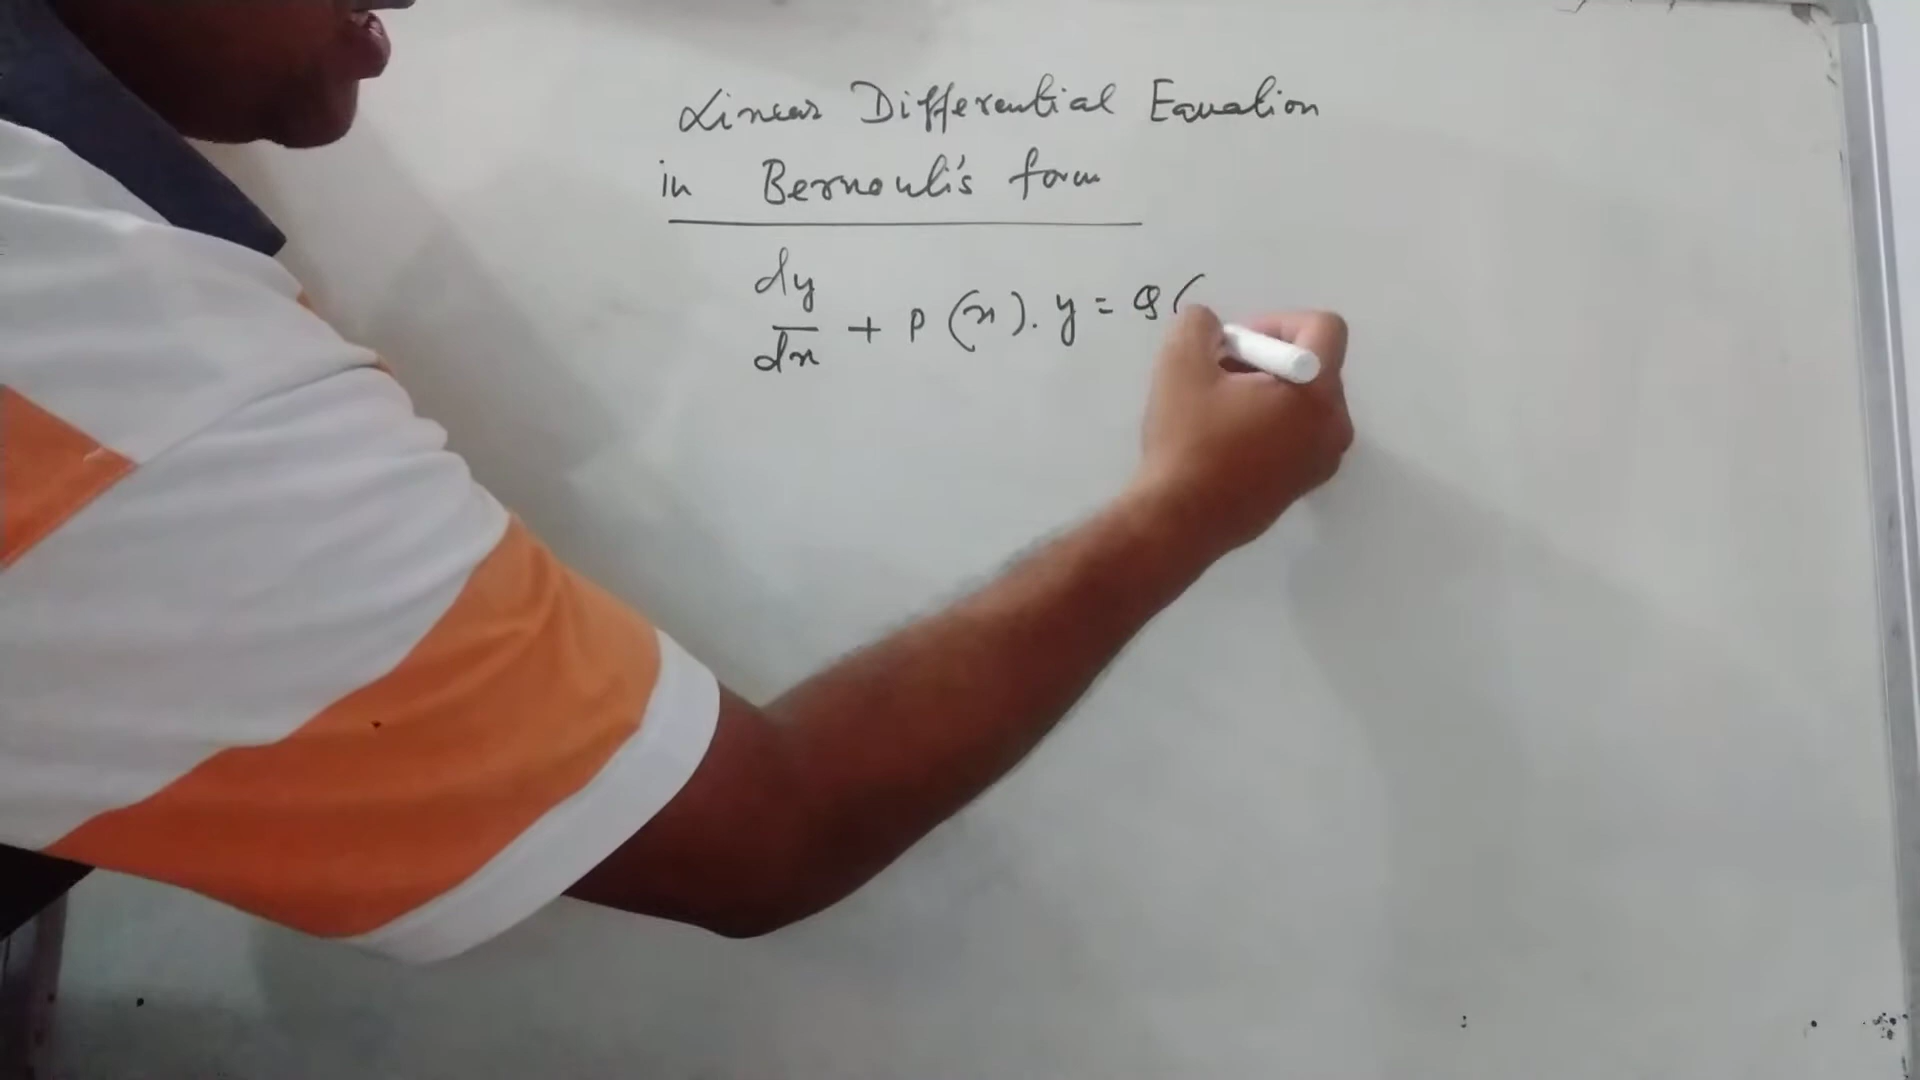 Linear Differential Equation
in Bernouli's form
dy/dx + P (x). y = Q (